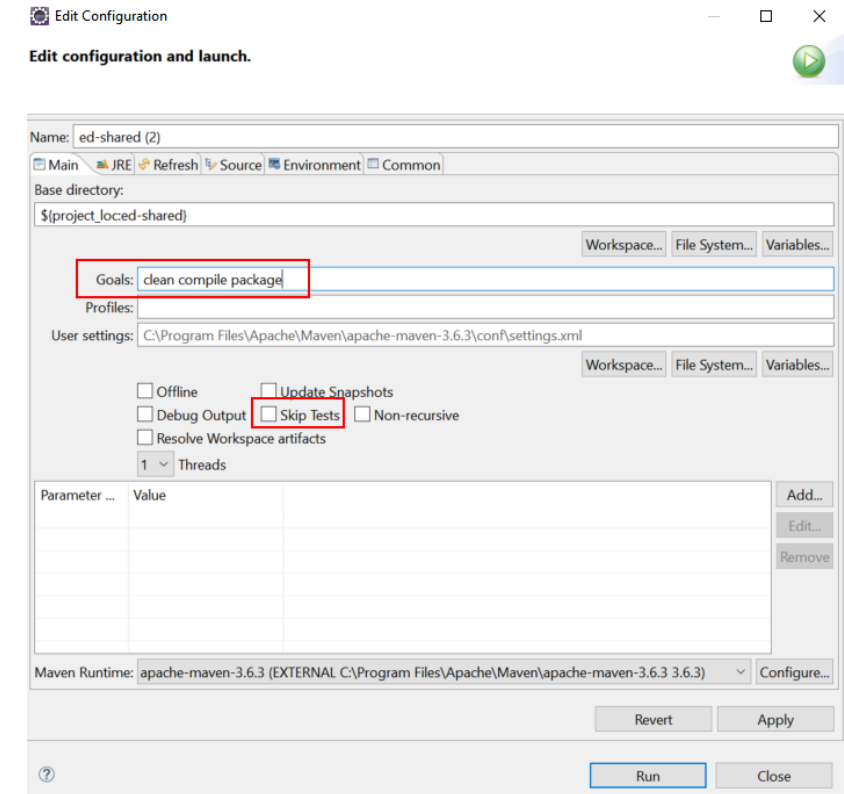 Edit Configuration
Edit configuration and launch.
Name: ed-shared (2)
Main JRE Refresh Source Environment Common
Base directory:
${project_loc:ed-shared}
Workspace... File System... Variables...
Goals: clean compile package
Profiles:
User settings: C:\Program Files\Apache\Maven\apache-maven-3.6.3\conf\settings.xml
Workspace... File System... Variables...
Offline Update Snapshots
Debug Output Skip Tests Non-recursive
Resolve Workspace artifacts
1 Threads
Parameter ... Value Add...
Edit...
Remove
Maven Runtime: apache-maven-3.6.3 (EXTERNAL C:\Program Files\Apache\Maven\apache-maven-3.6.3 3.6.3) Configure...
Revert Apply
? Run Close